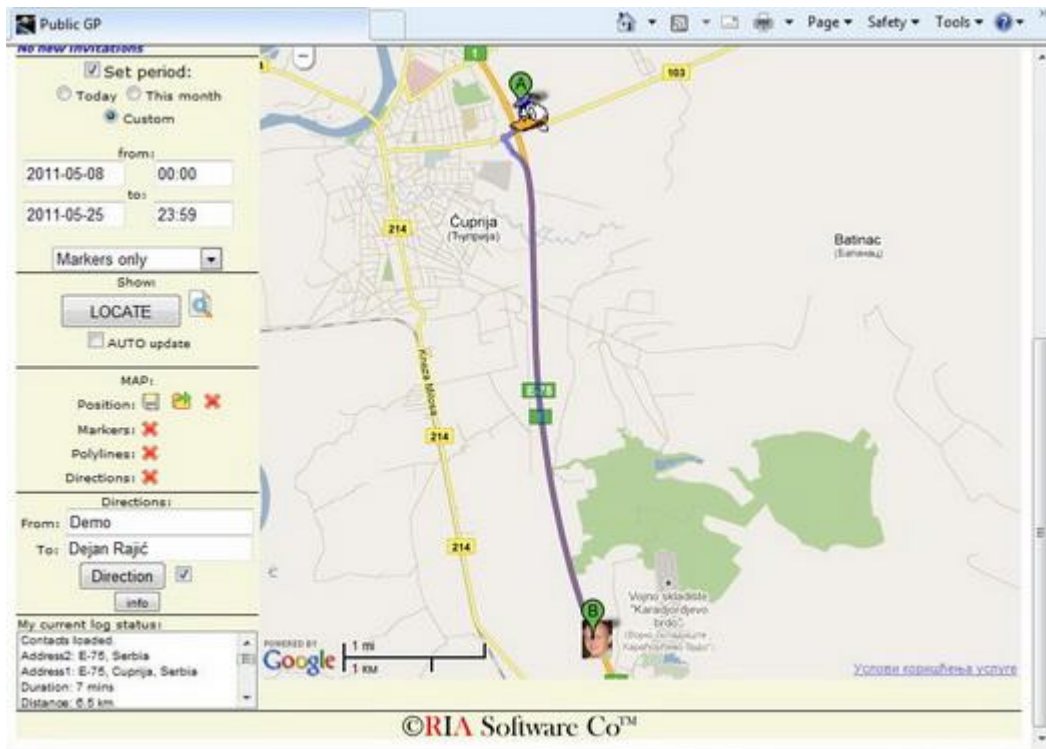 Public GP
Page
Safety
Tools
No new invitations
Set period:
Today
This month
Custom
from:
2011-05-08
00:00
to:
2011-05-25
23:59
Markers only
Show:
LOCATE
AUTO update
MAP:
Position:
Markers:
Polylines:
Directions:
Directions:
From: Demo
To: Dejan Rajić
Direction
info
My current log status:
Contacts loaded.
Address2: E-75, Serbia
Address1: E-75, Cuprija, Serbia
Duration: 7 mins
Distance: 6.5 km
1
103
A
Ćuprija
(Ћуприја)
214
Batinac
(Батинац)
Kneza Milosa
E-75
214
214
Vojno skladište
"Karadjordjevo
brdo"
B
POWERED BY
Google
1 mi
1 км
Услови коришћења услуге
©RIA Software Co™